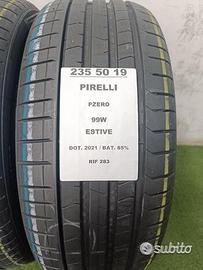 235 50 19
PIRELLI
PZERO
99W
ESTIVE
DOT. 2021 / BAT. 85%
RIF 283
subito